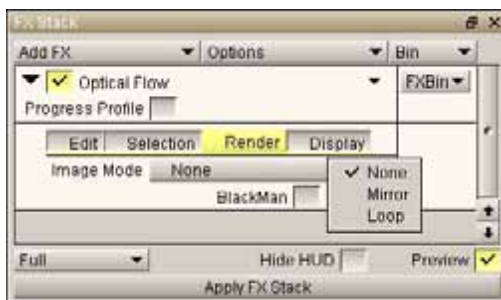 FX Stack
Add FX Options Bin
Optical Flow FXBin
Progress Profile
Edit Selection Render Display
Image Mode None
None
Mirror
Loop
BlackMan
Full Hide HUD Preview
Apply FX Stack